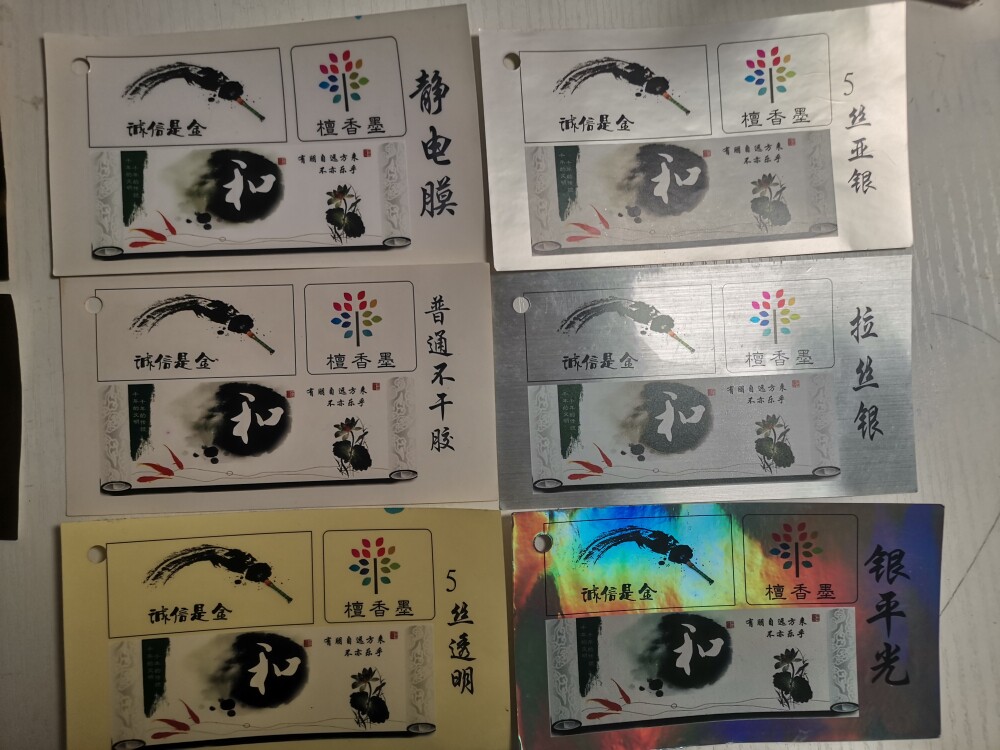 诚信是金
檀香墨
静电膜
和
有朋自远方来
不亦乐乎
诚信是金
檀香墨
5丝亚银
和
有朋自远方来
不亦乐乎
诚信是金
檀香墨
普通不干胶
和
有朋自远方来
不亦乐乎
诚信是金
檀香墨
拉丝银
和
有朋自远方来
不亦乐乎
诚信是金
檀香墨
5丝透明
和
有朋自远方来
不亦乐乎
诚信是金
檀香墨
银平光
和
有朋自远方来
不亦乐乎